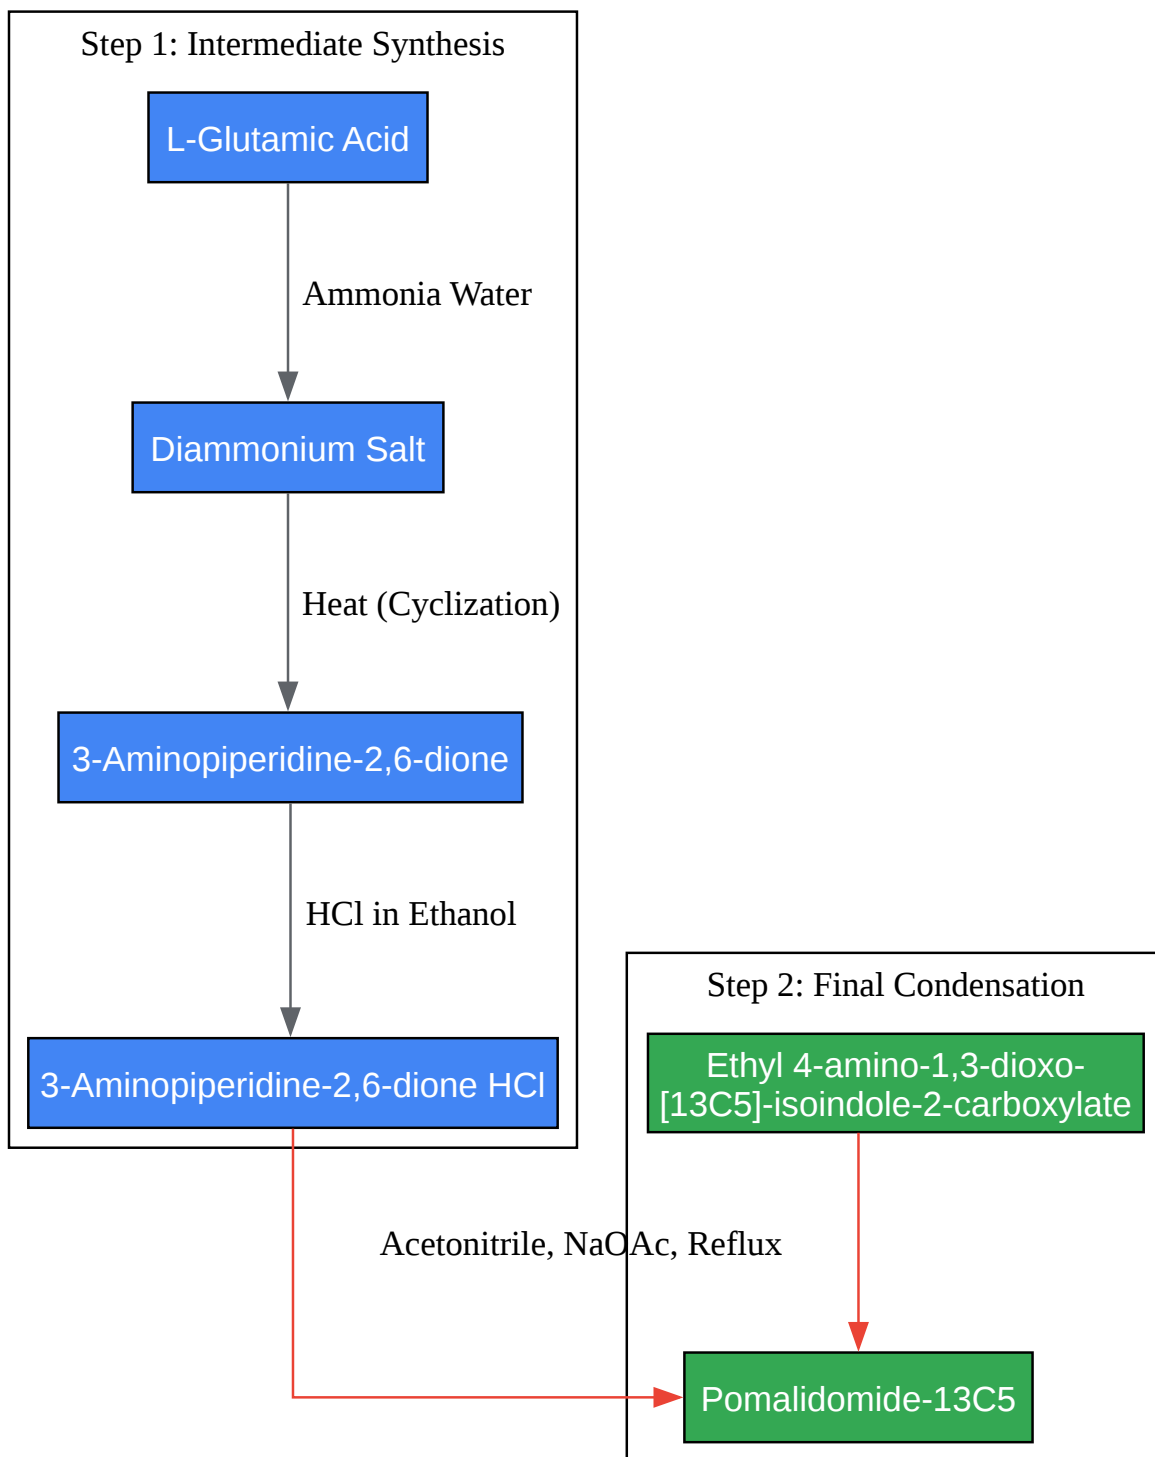 Step 1: Intermediate Synthesis
L-Glutamic Acid
Ammonia Water
Diammonium Salt
Heat (Cyclization)
3-Aminopiperidine-2,6-dione
HCl in Ethanol
3-Aminopiperidine-2,6-dione HCl
Step 2: Final Condensation
Ethyl 4-amino-1,3-dioxo-
[13C5]-isoindole-2-carboxylate
Acetonitrile, NaOAc, Reflux
Pomalidomide-13C5